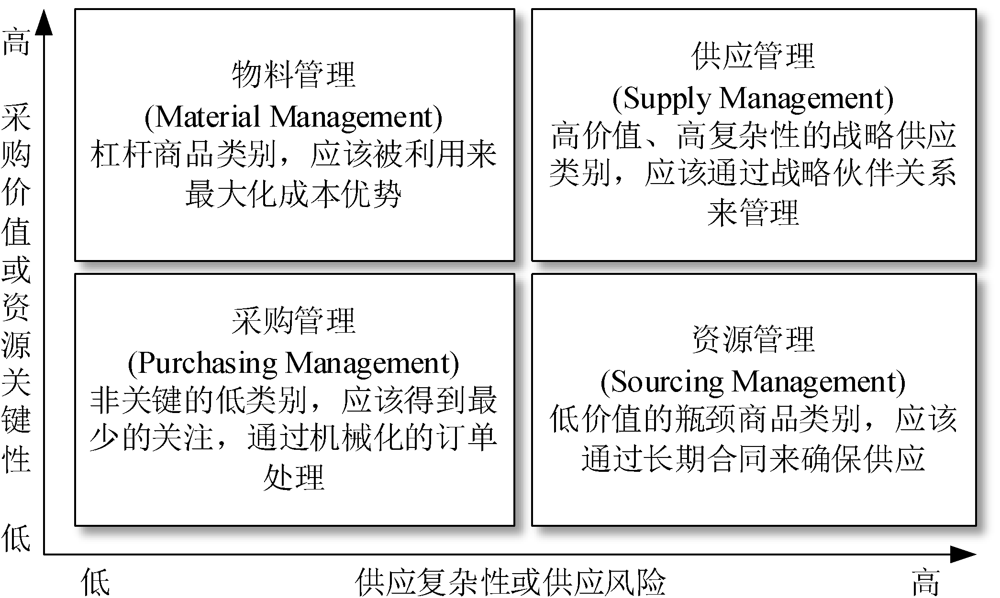 高
采购价值或资源关键性
低
物料管理
(Material Management)
杠杆商品类别，应该被利用来
最大化成本优势
供应管理
(Supply Management)
高价值、高复杂性的战略供应
类别，应该通过战略伙伴关系
来管理
采购管理
(Purchasing Management)
非关键的低类别，应该得到最
少的关注，通过机械化的订单
处理
资源管理
(Sourcing Management)
低价值的瓶颈商品类别，应该
通过长期合同来确保供应
低
供应复杂性或供应风险
高